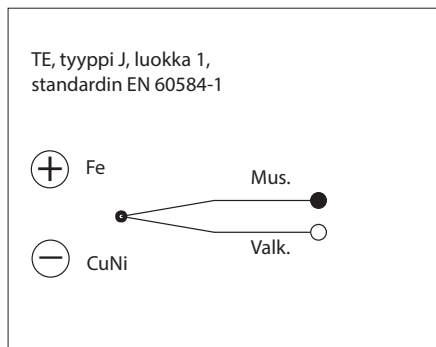 TE, tyyppi J, luokka 1,
standardin EN 60584-1
+ Fe
Mus.
Valk.
− CuNi